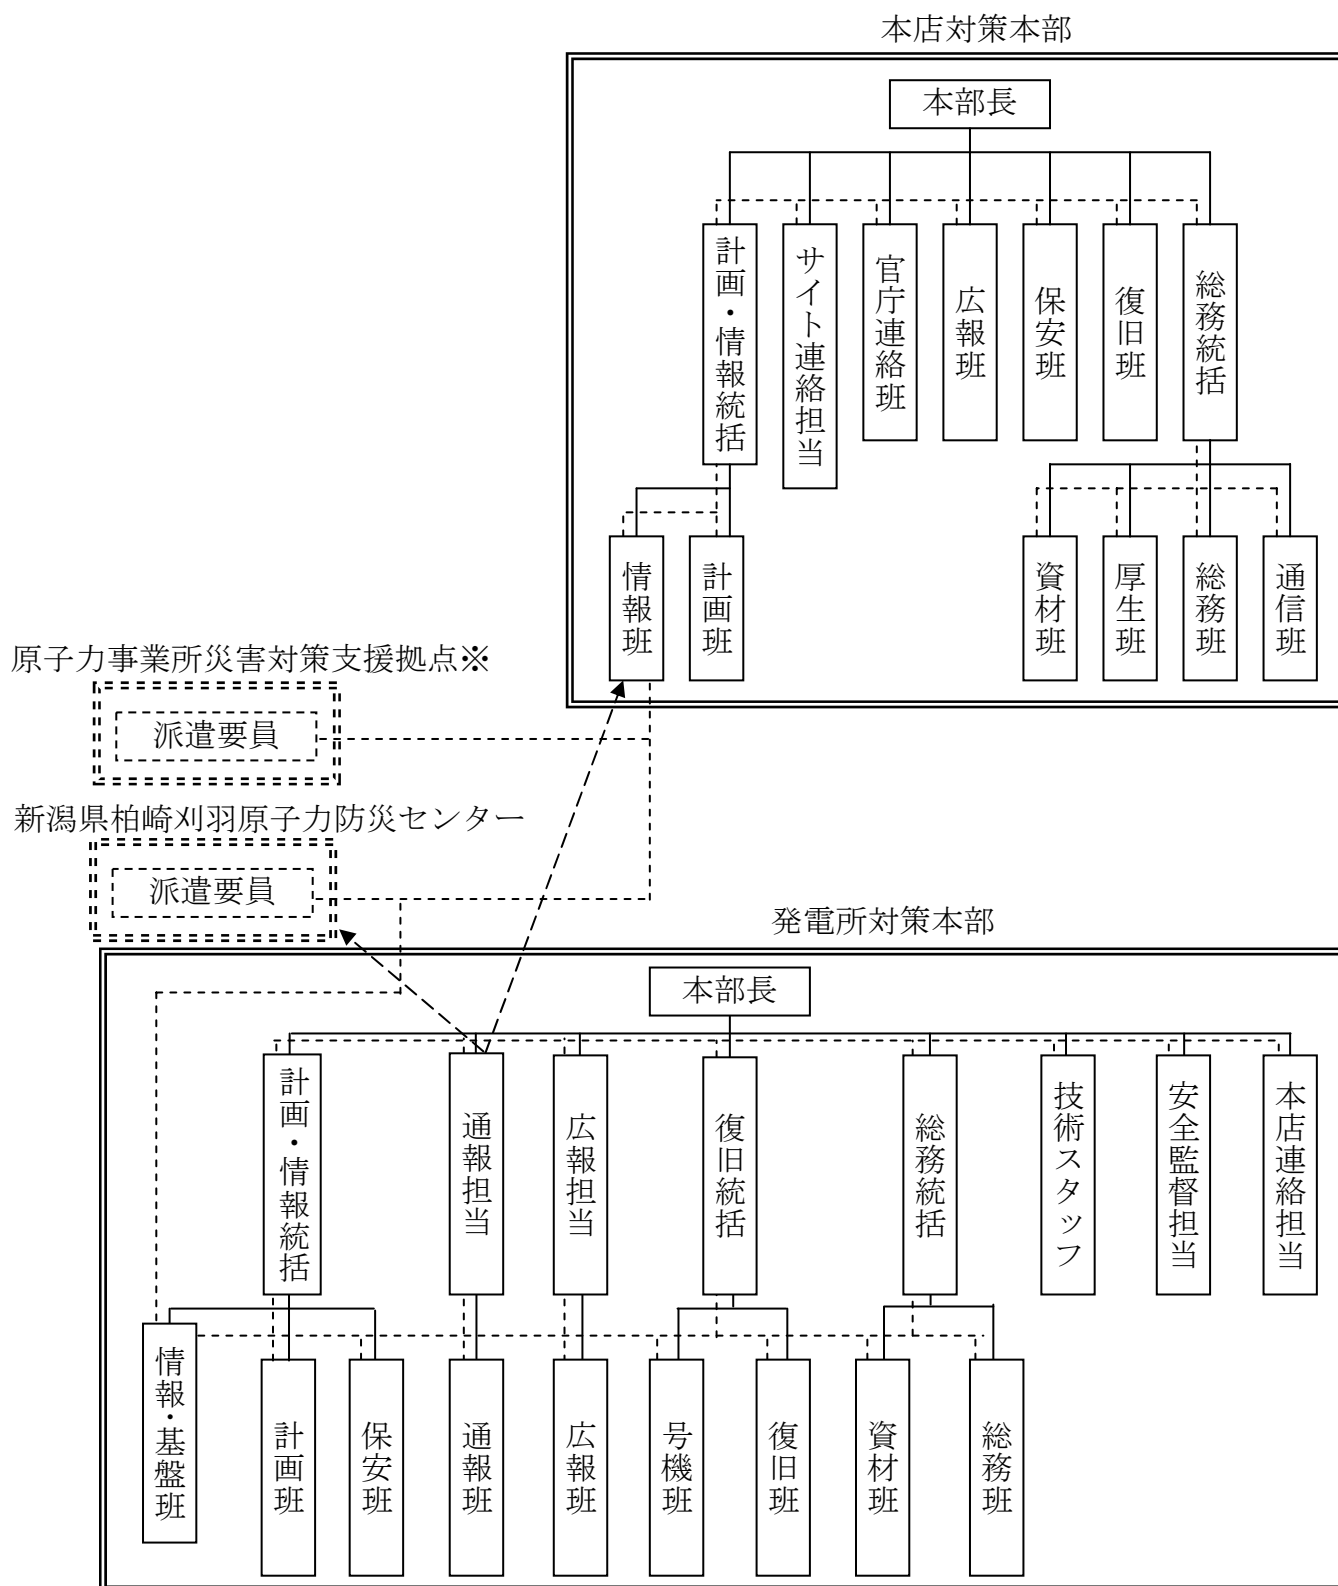 本店対策本部
本部長
計画・情報統括
サイト連絡担当
官庁連絡班
広報班
保安班
復旧班
総務統括
情報班
計画班
資材班
厚生班
総務班
通信班
原子力事業所災害対策支援拠点※
派遣要員
新潟県柏崎刈羽原子力防災センター
派遣要員
発電所対策本部
本部長
計画・情報統括
通報担当
広報担当
復旧統括
総務統括
技術スタッフ
安全監督担当
本店連絡担当
情報・基盤班
計画班
保安班
通報班
広報班
号機班
復旧班
資材班
総務班